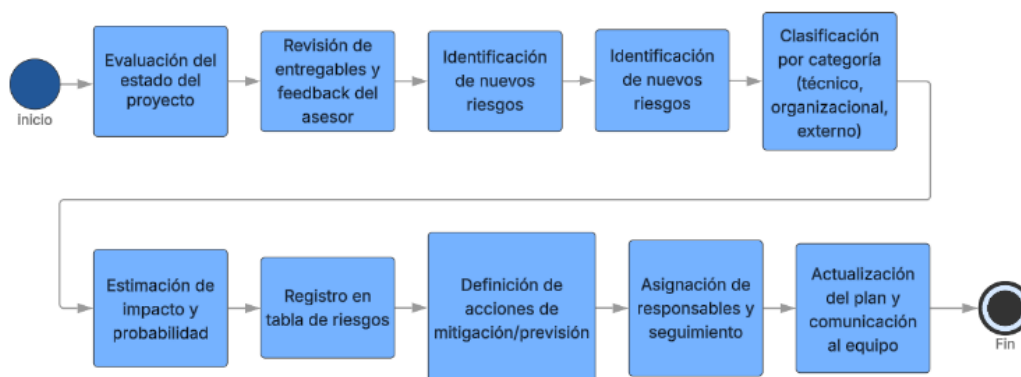 Evaluación del
estado del
proyecto
Revisión de
entregables y
feedback del
asesor
Identificación
de nuevos
riesgos
Identificación
de nuevos
riesgos
Clasificación
por categoría
(técnico,
organizacional,
externo)
inicio
Estimación de
impacto y
probabilidad
Registro en
tabla de riesgos
Definición de
acciones de
mitigación/previsión
Asignación de
responsables y
seguimiento
Actualización
del plan y
comunicación
al equipo
Fin